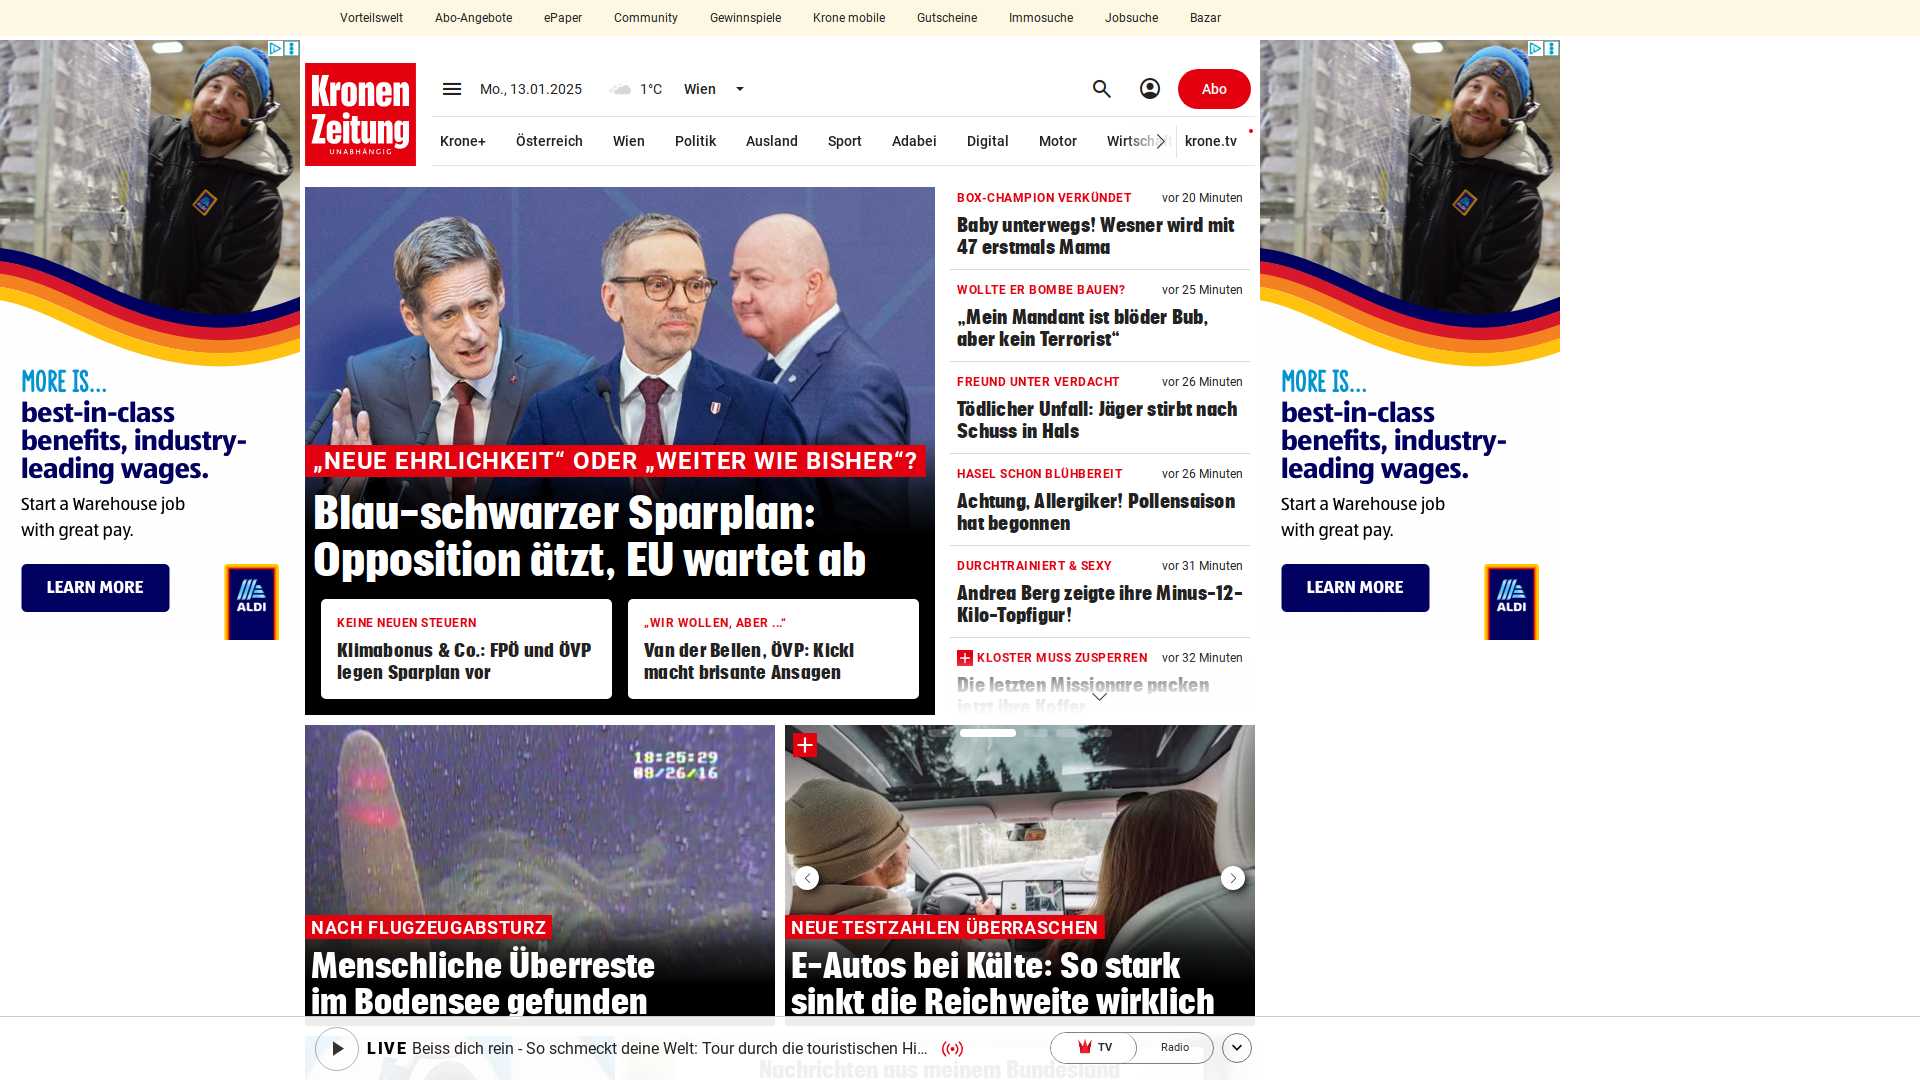 Vorteilswelt Abo-Angebote ePaper Community Gewinnspiele Krone mobile Gutscheine Immosuche Jobsuche Bazar
Kronen
Zeitung
UNABHÄNGIG
Mo., 13.01.2025 1°C Wien Abo
Krone+ Österreich Wien Politik Ausland Sport Adabei Digital Motor Wirtsch krone.tv
MORE IS...
best-in-class
benefits, industry-
leading wages.
Start a Warehouse job
with great pay.
LEARN MORE
ALDI
„NEUE EHRLICHKEIT“ ODER „WEITER WIE BISHER“?
Blau-schwarzer Sparplan:
Opposition ätzt, EU wartet ab
KEINE NEUEN STEUERN
Klimabonus & Co.: FPÖ und ÖVP
legen Sparplan vor
„WIR WOLLEN, ABER ...“
Van der Bellen, ÖVP: Kickl
macht brisante Ansagen
BOX-CHAMPION VERKÜNDET vor 20 Minuten
Baby unterwegs! Wesner wird mit
47 erstmals Mama
WOLLTE ER BOMBE BAUEN? vor 25 Minuten
„Mein Mandant ist blöder Bub,
aber kein Terrorist“
FREUND UNTER VERDACHT vor 26 Minuten
Tödlicher Unfall: Jäger stirbt nach
Schuss in Hals
HASEL SCHON BLÜHBEREIT vor 26 Minuten
Achtung, Allergiker! Pollensaison
hat begonnen
DURCHTRAINIERT & SEXY vor 31 Minuten
Andrea Berg zeigte ihre Minus-12-
Kilo-Topfigur!
KLOSTER MUSS ZUSPERREN vor 32 Minuten
Die letzten Missionare packen
jetzt ihre Koffer
MORE IS...
best-in-class
benefits, industry-
leading wages.
Start a Warehouse job
with great pay.
LEARN MORE
ALDI
18:25:29
08/26/16
NACH FLUGZEUGABSTURZ
Menschliche Überreste
im Bodensee gefunden
NEUE TESTZAHLEN ÜBERRASCHEN
E-Autos bei Kälte: So stark
sinkt die Reichweite wirklich
LIVE Beiss dich rein - So schmeckt deine Welt: Tour durch die touristischen Hi... TV Radio
Nachrichten aus meinem Bundesland